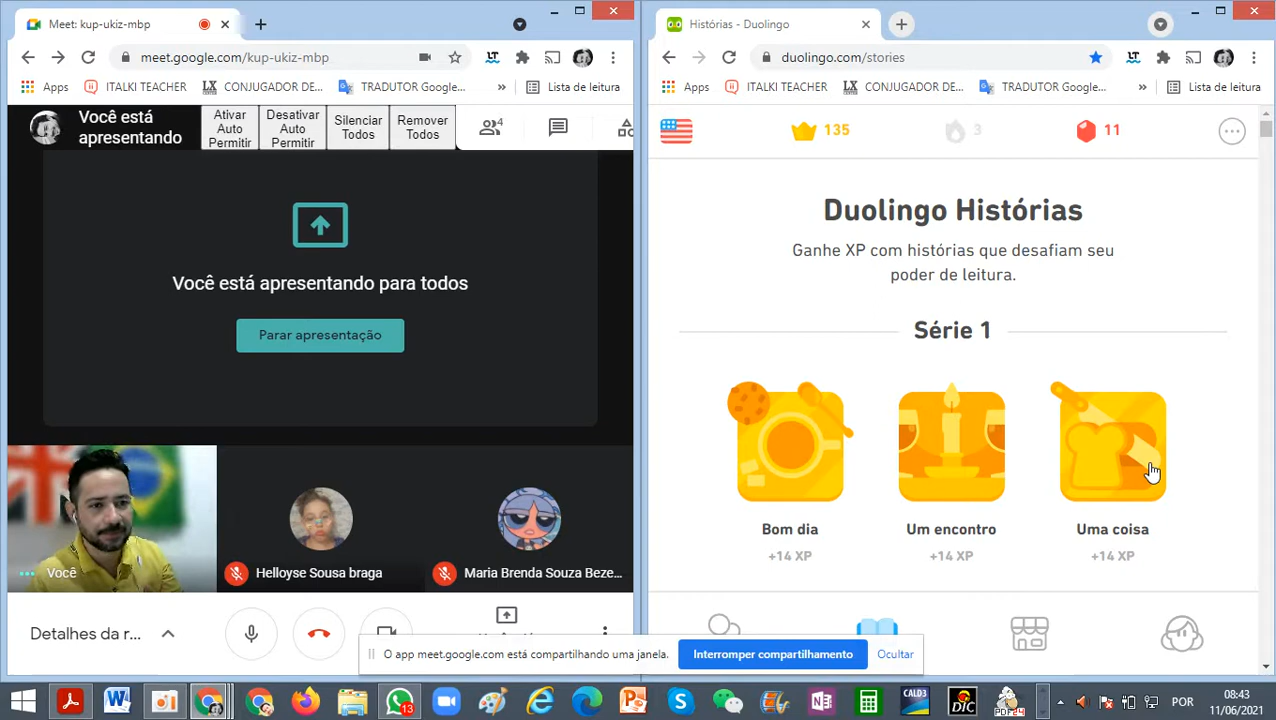 Meet: kup-ukiz-mbp
meet.google.com/kup-ukiz-mbp
Apps
ITALKI TEACHER
LX CONJUGADOR DE...
TRADUTOR Google...
»
Lista de leitura
Você está apresentando
Ativar Auto Permitir
Desativar Auto Permitir
Silenciar Todos
Remover Todos
4
Você está apresentando para todos
Parar apresentação
Você
Helloyse Sousa braga
Maria Brenda Souza Beze...
Detalhes da r...
Histórias - Duolingo
duolingo.com/stories
Apps
ITALKI TEACHER
LX CONJUGADOR DE...
TRADUTOR Google...
»
Lista de leitura
135
3
11
Duolingo Histórias
Ganhe XP com histórias que desafiam seu
poder de leitura.
Série 1
Bom dia
+14 XP
Um encontro
+14 XP
Uma coisa
+14 XP
O app meet.google.com está compartilhando uma janela.
Interromper compartilhamento
Ocultar
13
CALD3
DIC
PDF24
POR
08:43
11/06/2021